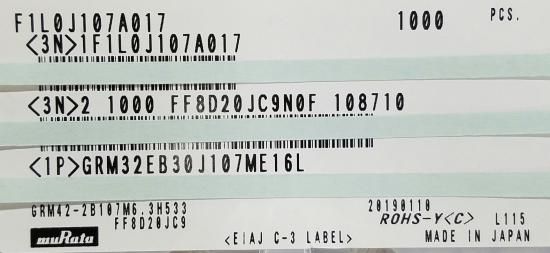 F1L0J107A017 1000 PCS.
<3N>1F1L0J107A017
<3N>2 1000 FF8D20JC9N0F 108710
<1P>GRM32EB30J107ME16L
GRM42-2B107M6.3H533 20190110
FF8D20JC9 ROHS-Y<C> L115
muRata <EIAJ C-3 LABEL> MADE IN JAPAN